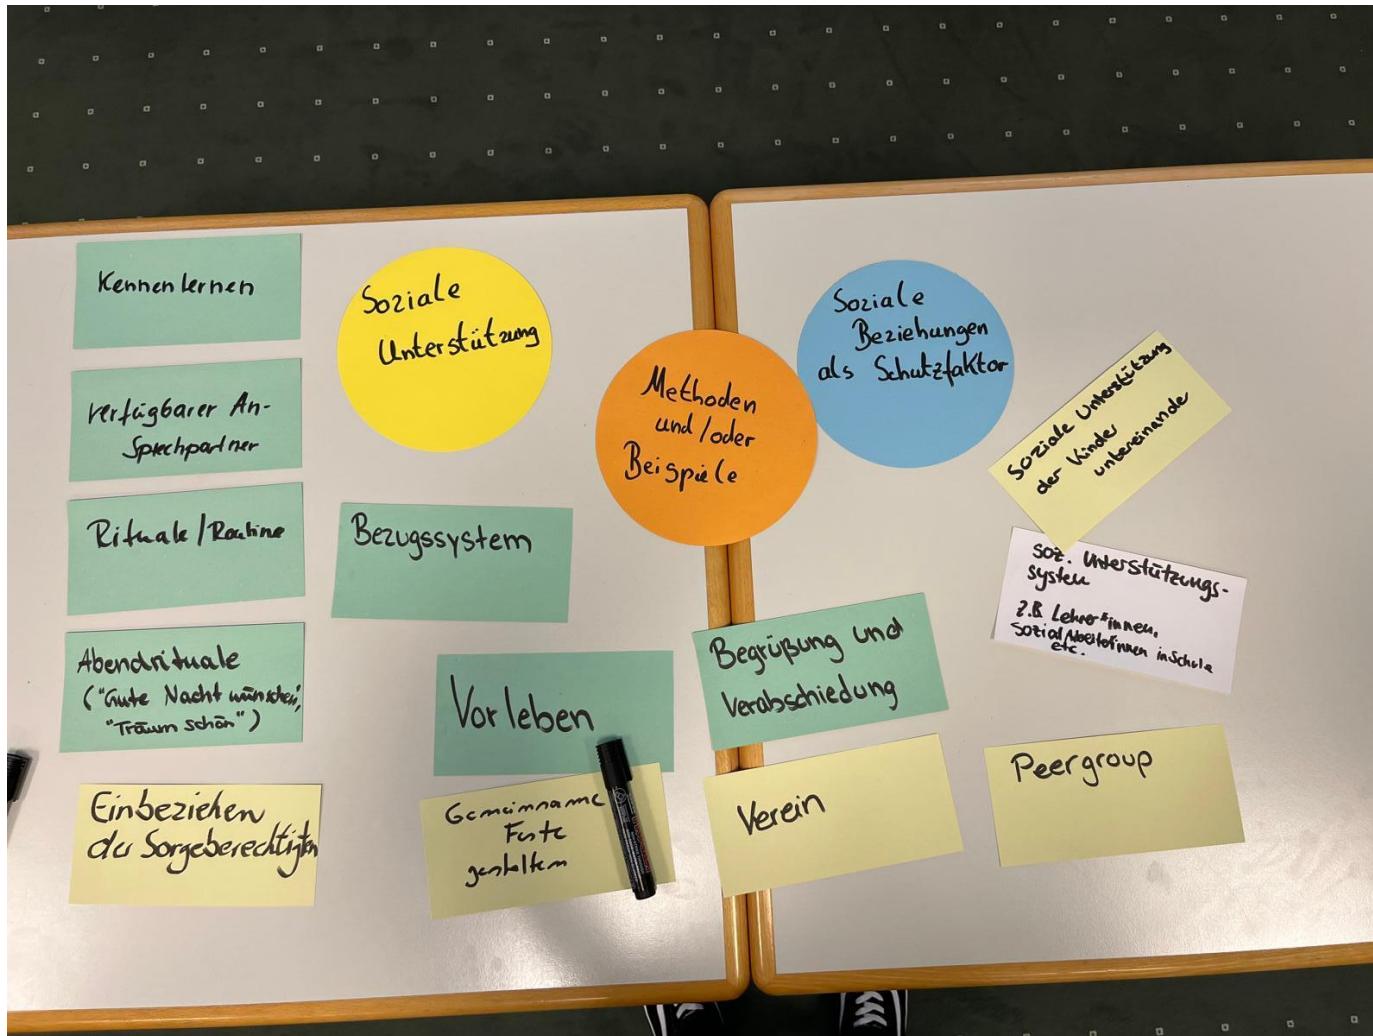 Kennenlernen
verfügbarer An-
sprechpartner
Rituale / Routine
Abendrituale
("Gute Nacht wünschen",
"Träum schön")
Einbeziehen
der Sorgeberechtigten
Soziale
Unterstützung
Bezugssystem
Vorleben
Gemeinsame
Feste
gestalten
Methoden
und/oder
Beispiele
Soziale
Beziehungen
als Schutzfaktor
Begrüßung und
Verabschiedung
Verein
soziale Unterstützung
der Kinder
untereinander
soz. Unterstützungs-
system
z.B. Lehrer*innen,
Sozialarbeiter*innen in Schule
etc.
Peergroup